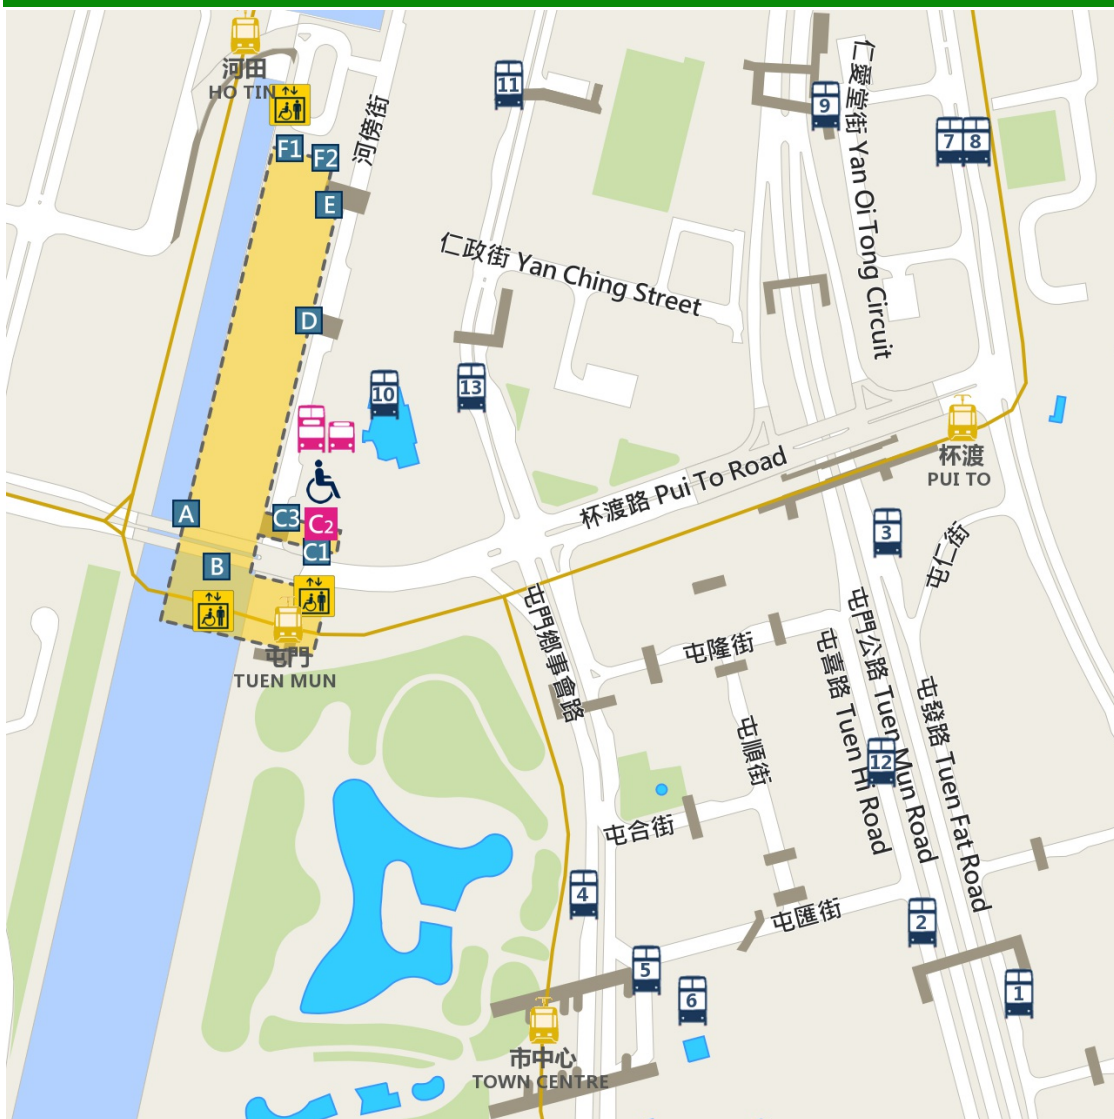 河田
HO TIN
F1
F2
E
河傍街
11
9
7
8
仁愛堂街 Yan Oi Tong Circuit
仁政街 Yan Ching Street
D
10
13
A
C3
C2
C1
B
杯渡路 Pui To Road
杯渡
PUI TO
3
屯仁街
屯門
TUEN MUN
屯門鄉事會路
屯隆街
屯順街
屯喜路 Tuen Hi Road
屯門公路 Tuen Mun Road
屯發路 Tuen Fat Road
12
屯合街
4
屯匯街
2
5
6
1
市中心
TOWN CENTRE